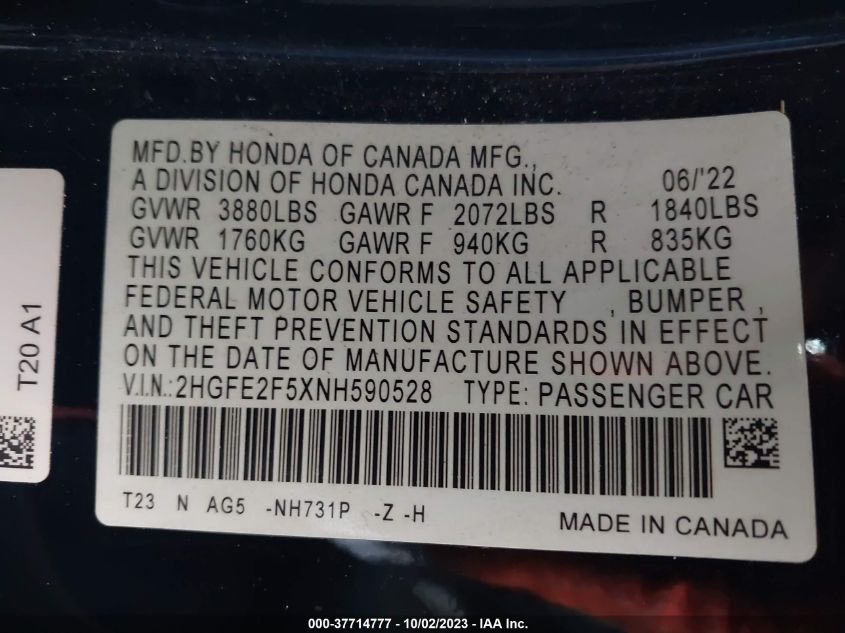 MFD.BY HONDA OF CANADA MFG.,
A DIVISION OF HONDA CANADA INC. 06/'22
GVWR 3880LBS GAWR F 2072LBS R 1840LBS
GVWR 1760KG GAWR F 940KG R 835KG
THIS VEHICLE CONFORMS TO ALL APPLICABLE
FEDERAL MOTOR VEHICLE SAFETY , BUMPER ,
AND THEFT PREVENTION STANDARDS IN EFFECT
ON THE DATE OF MANUFACTURE SHOWN ABOVE.
V.I.N.:2HGFE2F5XNH590528 TYPE: PASSENGER CAR
T23 N AG5 -NH731P -Z -H
MADE IN CANADA
T20 A1
000-37714777 - 10/02/2023 - IAA Inc.